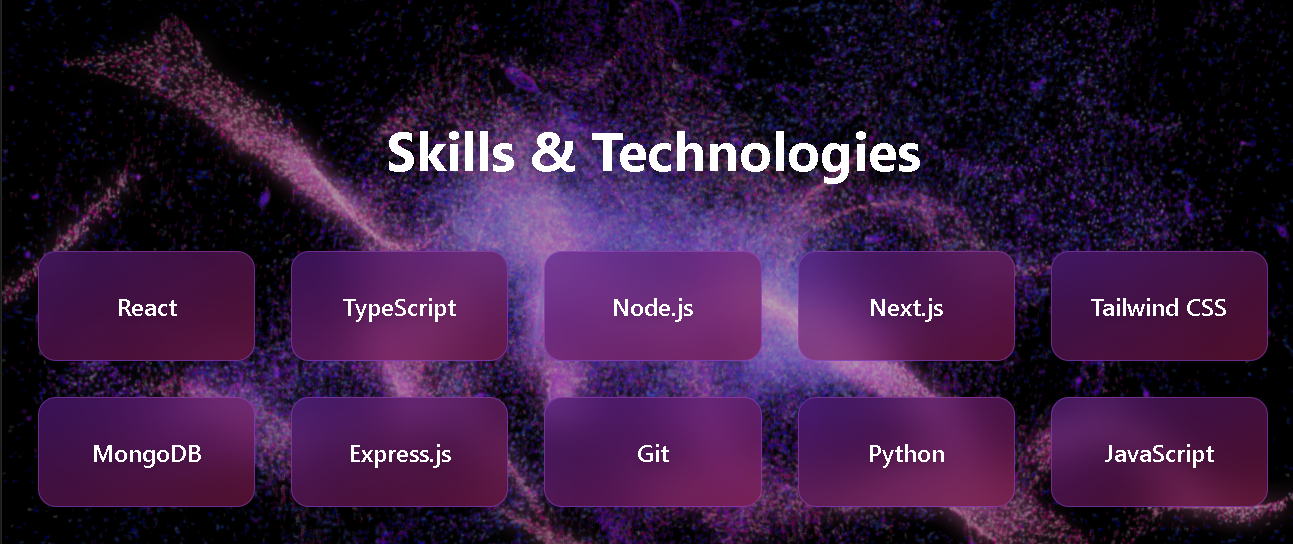 Skills & Technologies
React
TypeScript
Node.js
Next.js
Tailwind CSS
MongoDB
Express.js
Git
Python
JavaScript